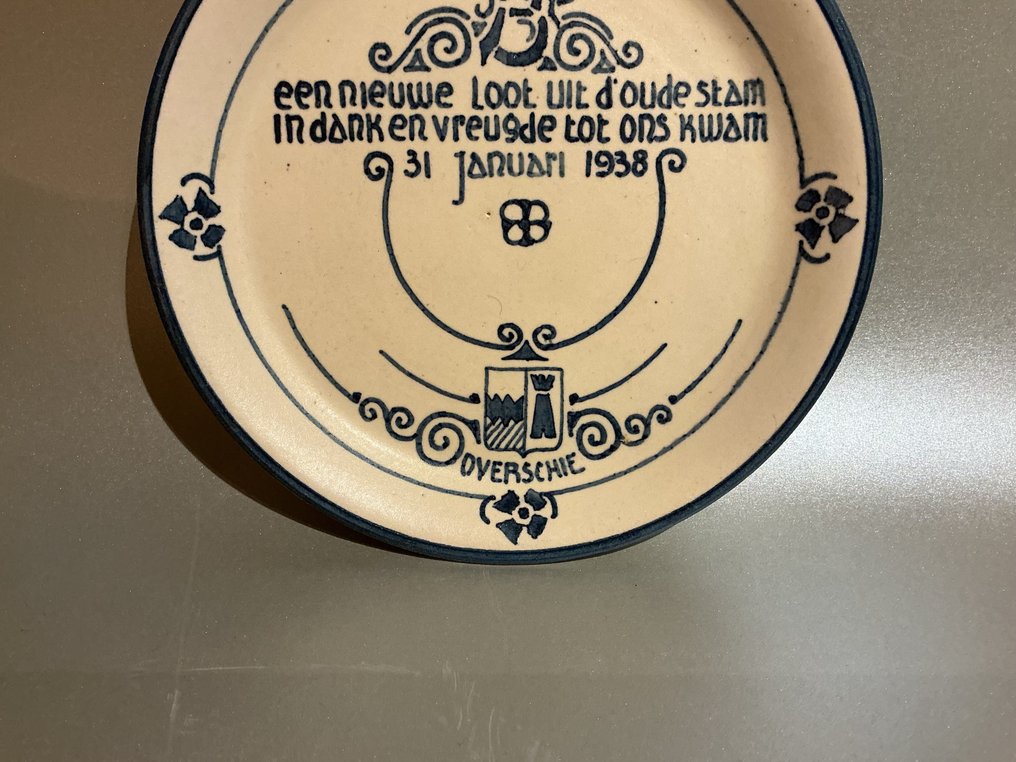 een nieuwe loot uit d'oude stam
in dank en vreugde tot ons kwam
31 januari 1938
OVERSCHIE